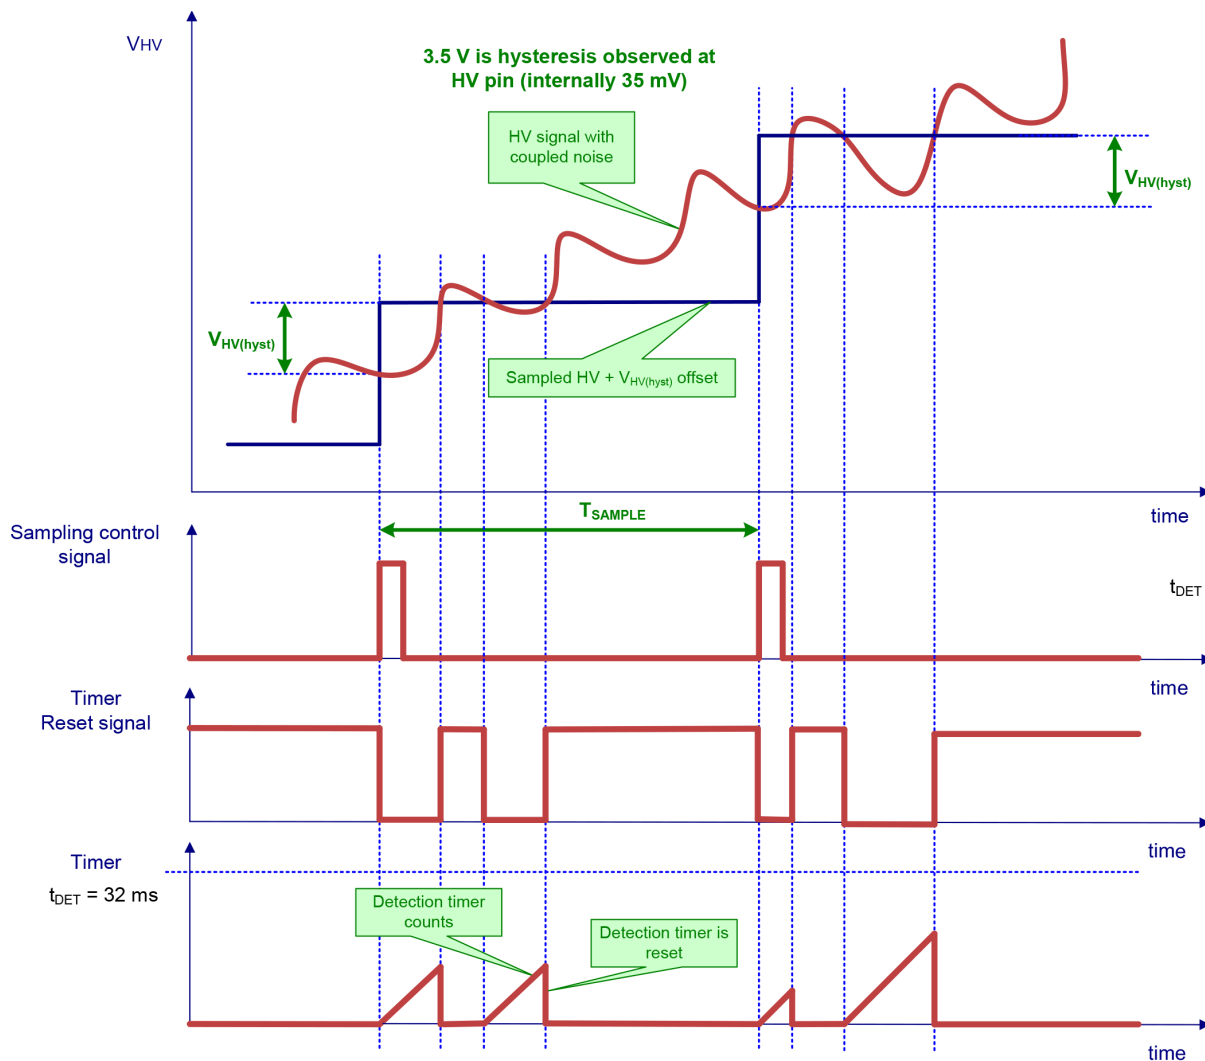 VHV
3.5 V is hysteresis observed at
HV pin (internally 35 mV)
HV signal with
coupled noise
VHV(hyst)
VHV(hyst)
Sampled HV + VHV(hyst) offset
time
TSAMPLE
Sampling control
signal
tDET
time
Timer
Reset signal
time
Timer
tDET = 32 ms
Detection timer
counts
Detection timer is
reset
time